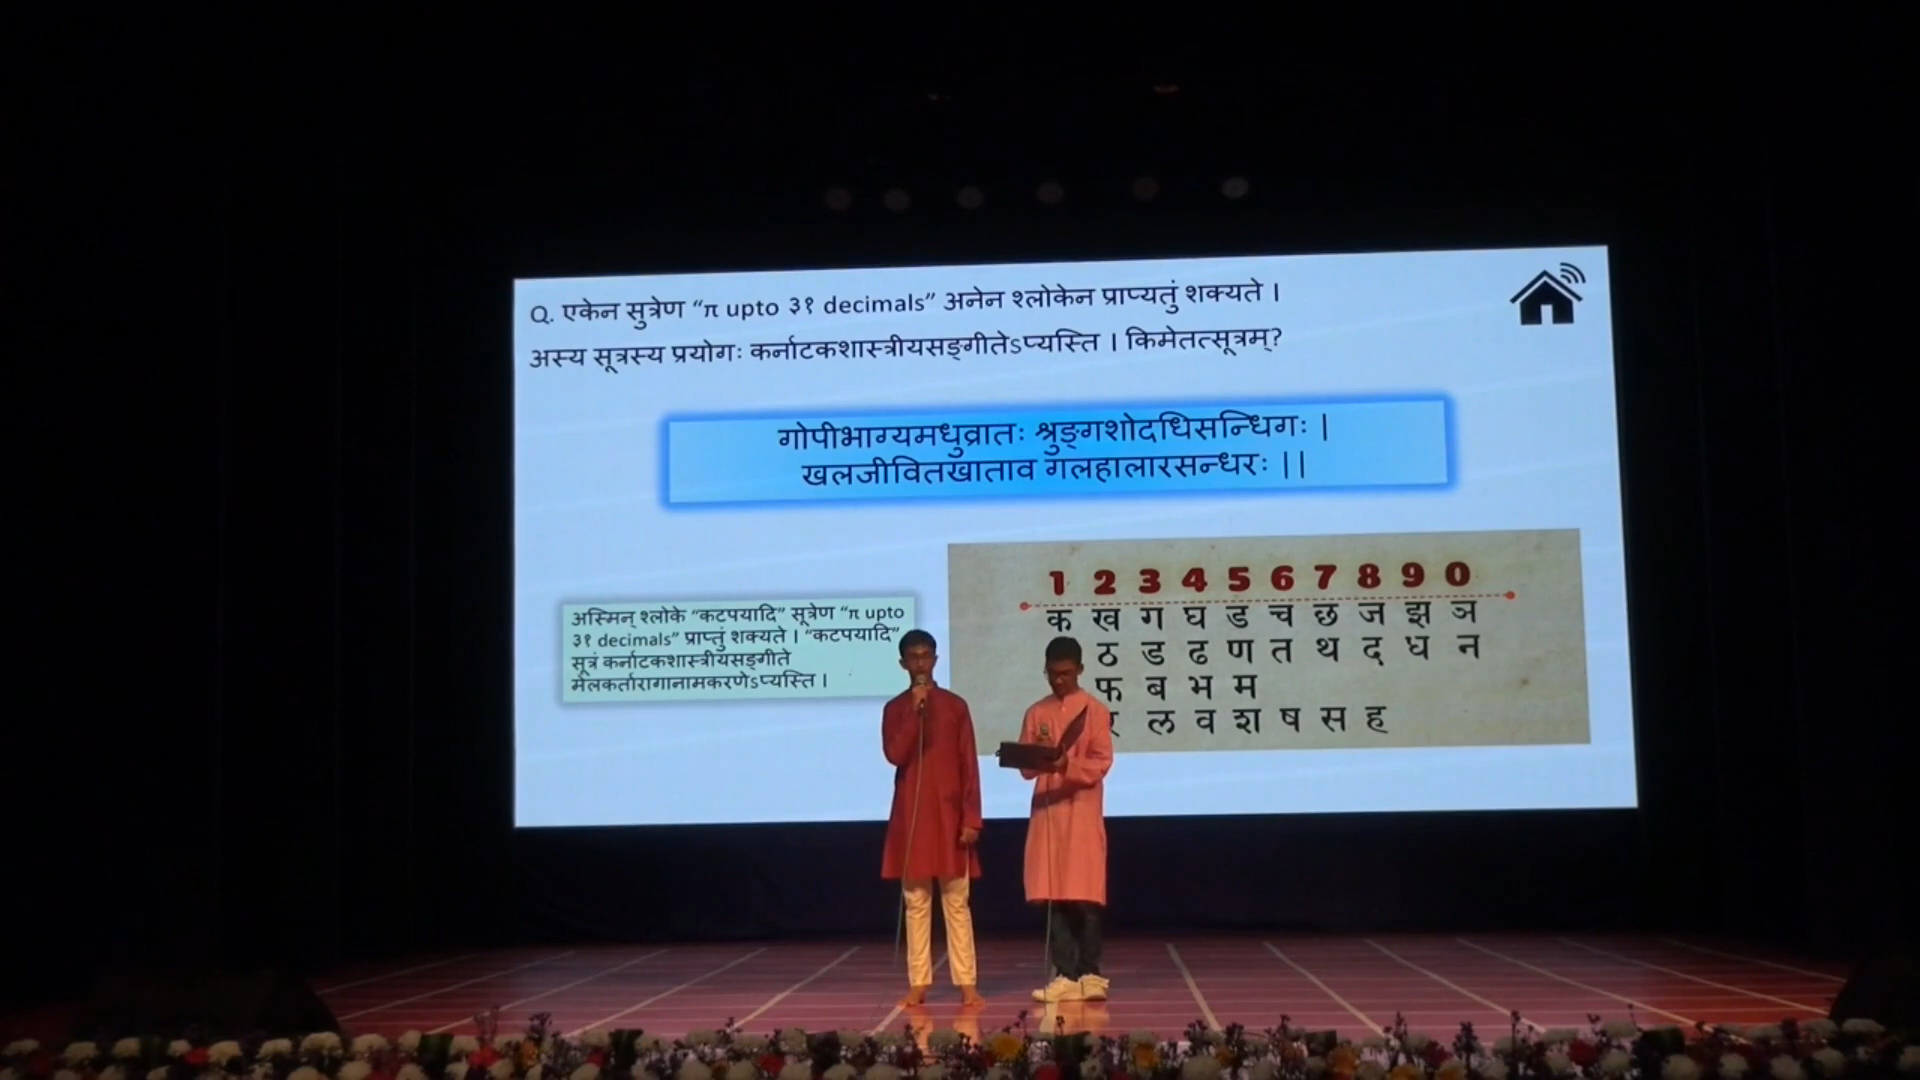 Q. एकेन सुत्रेण “π upto ३१ decimals” अनेन श्लोकेन प्राप्यतुं शक्यते ।
अस्य सूत्रस्य प्रयोगः कर्नाटकशास्त्रीयसङ्गीतेऽप्यस्ति । किमेतत्सूत्रम्?
गोपीभाग्यमधुव्रातः श्रुङ्गशोदधिसन्धिगः |
खलजीवितखाताव गलहालारसन्धरः ||
अस्मिन् श्लोके “कटपयादि” सूत्रेण “π upto
३१ decimals” प्राप्तुं शक्यते । “कटपयादि”
सूत्रं कर्नाटकशास्त्रीयसङ्गीते
मेलकर्तारागानामकरणेऽप्यस्ति ।
1 2 3 4 5 6 7 8 9 0
क ख ग घ ड च छ ज झ ञ
ठ ड ढ ण त थ द ध न
फ ब भ म
ल व श ष स ह